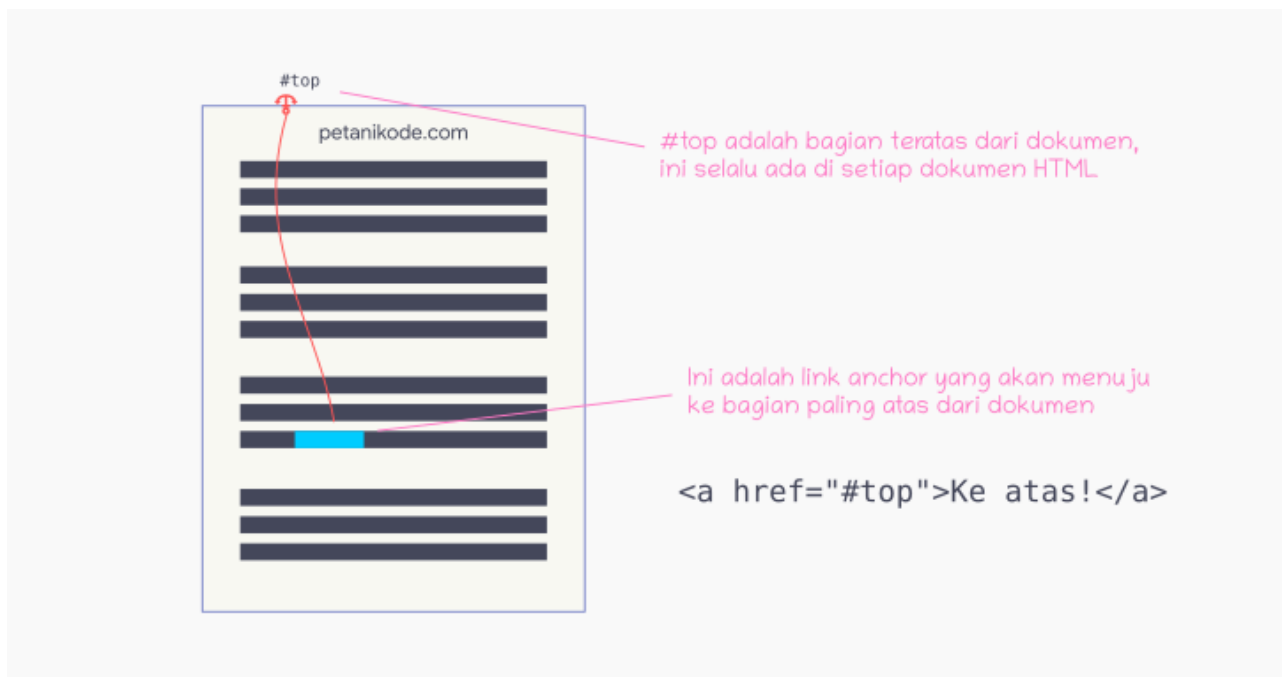 #top
petanikode.com
#top adalah bagian teratas dari dokumen,
ini selalu ada di setiap dokumen HTML
Ini adalah link anchor yang akan menuju
ke bagian paling atas dari dokumen
<a href="#top">Ke atas!</a>